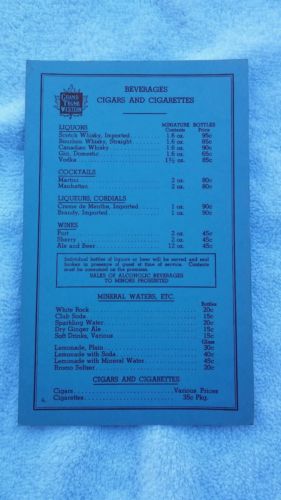 GRAND
TRUNK
WESTERN
BEVERAGES
CIGARS AND CIGARETTES
MINIATURE BOTTLES
LIQUORS Contents Price
Scotch Whisky, Imported 1.6 oz. 95c
Bourbon Whisky, Straight 1.6 oz. 85c
Canadian Whisky 1.6 oz. 90c
Gin, Domestic 1.6 oz. 65c
Vodka 1½ oz. 85c
COCKTAILS
Martini 2 oz. 80c
Manhattan 2 oz. 80c
LIQUEURS, CORDIALS
Creme de Menthe, Imported 1 oz. 90c
Brandy, Imported 1 oz. 90c
WINES
Port 2 oz. 45c
Sherry 2 oz. 45c
Ale and Beer 12 oz. 45c
Individual bottles of liquors or beer will be served and seal
broken in presence of guest at time of service. Contents
must be consumed on the premises.
SALES OF ALCOHOLIC BEVERAGES
TO MINORS PROHIBITED
MINERAL WATERS, ETC.
Bottles
White Rock 20c
Club Soda 15c
Sparkling Water 20c
Dry Ginger Ale 15c
Soft Drinks, Various 15c
Glass
Lemonade, Plain 30c
Lemonade with Soda 40c
Lemonade with Mineral Water 45c
Bromo Seltzer 20c
CIGARS AND CIGARETTES
Cigars Various Prices
Cigarettes 35c Pkg.